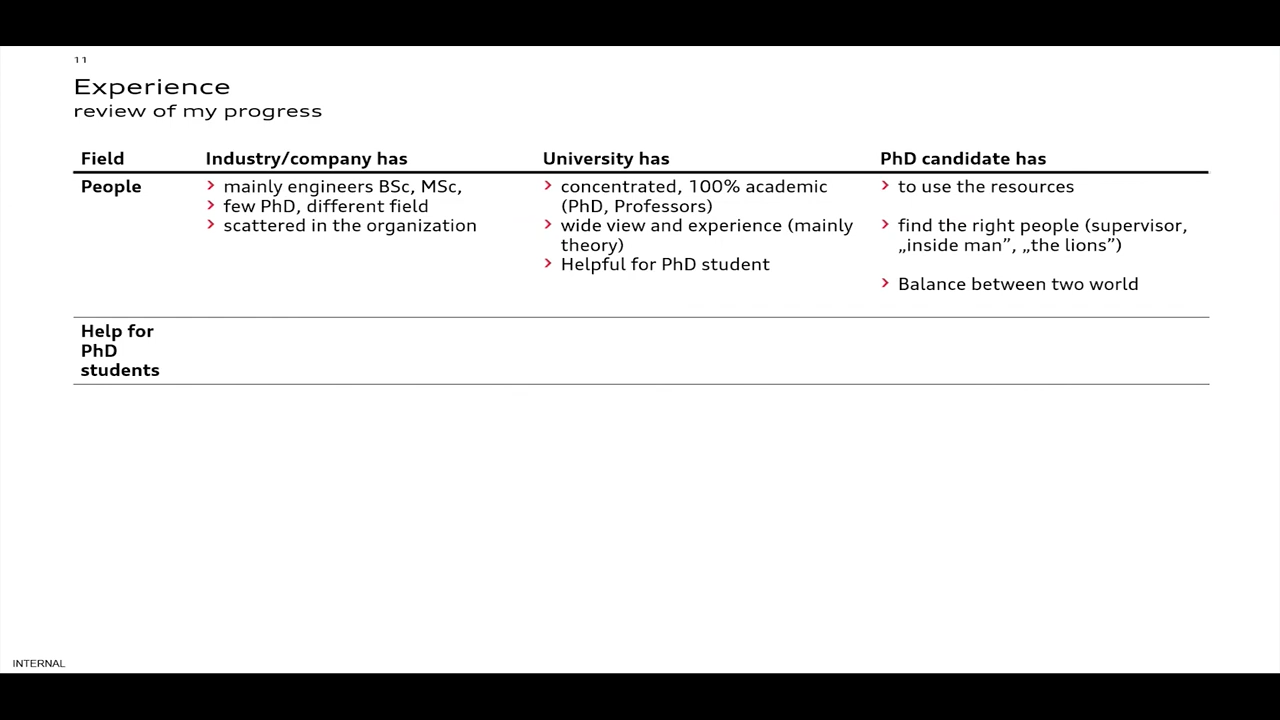 11
Experience
review of my progress
Field Industry/company has University has PhD candidate has
People
mainly engineers BSc, MSc,
few PhD, different field
scattered in the organization
concentrated, 100% academic
(PhD, Professors)
wide view and experience (mainly
theory)
Helpful for PhD student
to use the resources
find the right people (supervisor,
„inside man”, „the lions”)
Balance between two world
Help for
PhD
students
INTERNAL